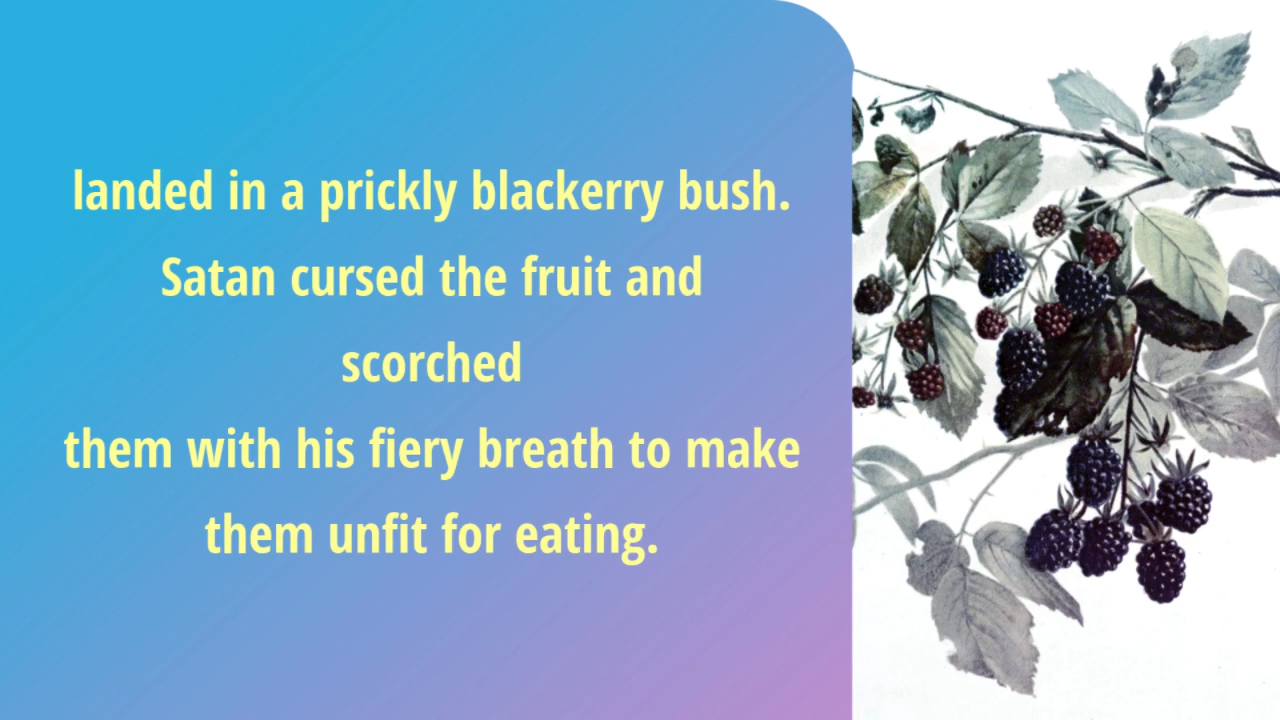 landed in a prickly blackerry bush.
Satan cursed the fruit and
scorched
them with his fiery breath to make
them unfit for eating.